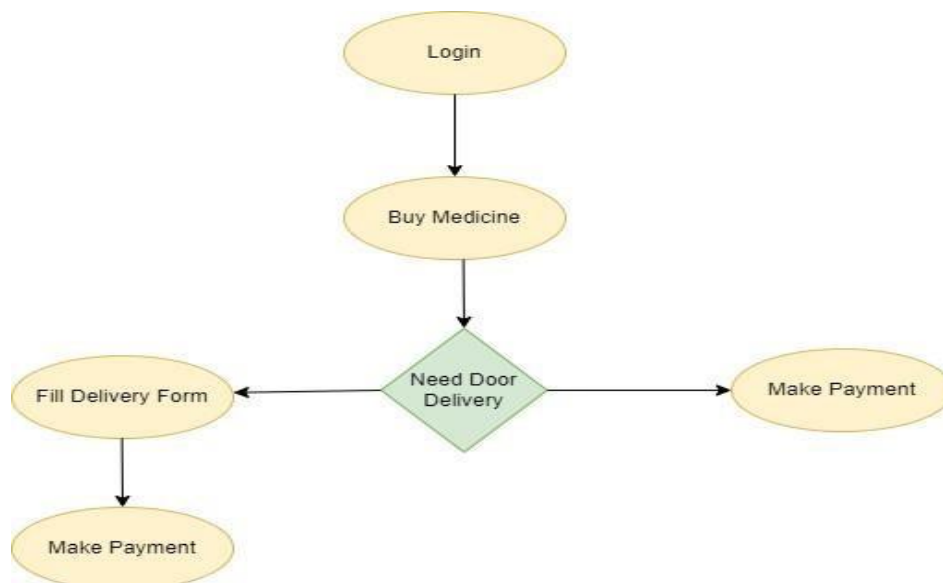 Login
Buy Medicine
Need Door
Delivery
Fill Delivery Form
Make Payment
Make Payment